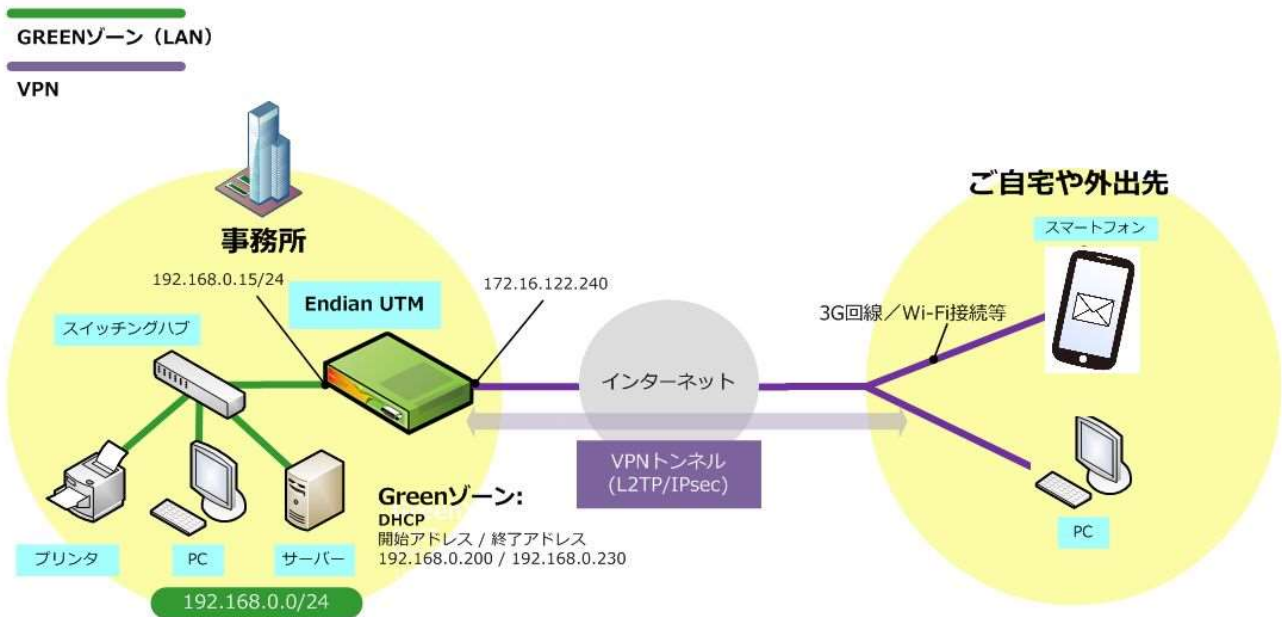 GREENゾーン（LAN）
VPN
事務所
192.168.0.15/24
Endian UTM
172.16.122.240
スイッチングハブ
プリンタ
PC
サーバー
Greenゾーン:
DHCP
開始アドレス / 終了アドレス
192.168.0.200 / 192.168.0.230
192.168.0.0/24
インターネット
VPNトンネル
(L2TP/IPsec)
ご自宅や外出先
スマートフォン
3G回線／Wi-Fi接続等
PC